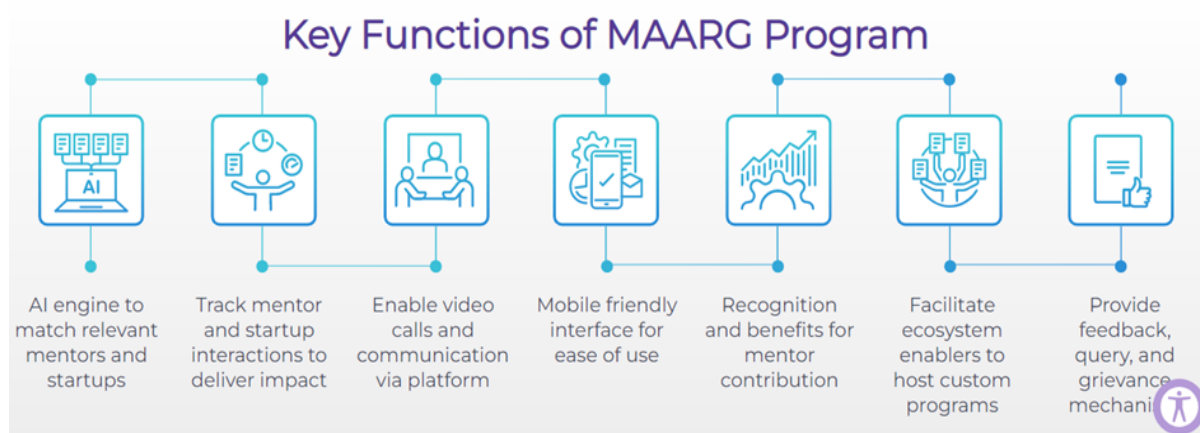 Key Functions of MAARG Program
AI
AI engine to
match relevant
mentors and
startups
Track mentor
and startup
interactions to
deliver impact
Enable video
calls and
communication
via platform
Mobile friendly
interface for
ease of use
Recognition
and benefits for
mentor
contribution
Facilitate
ecosystem
enablers to
host custom
programs
Provide
feedback,
query, and
grievance